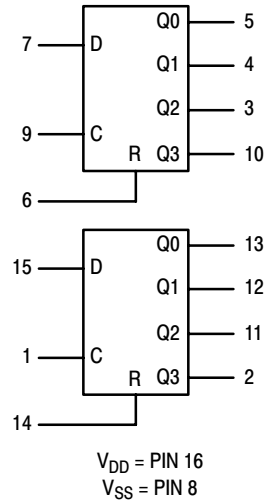 Q0 5
7 D
Q1 4
Q2 3
9 C
R Q3 10
6
Q0 13
15 D
Q1 12
Q2 11
1 C
R Q3 2
14
VDD = PIN 16
VSS = PIN 8